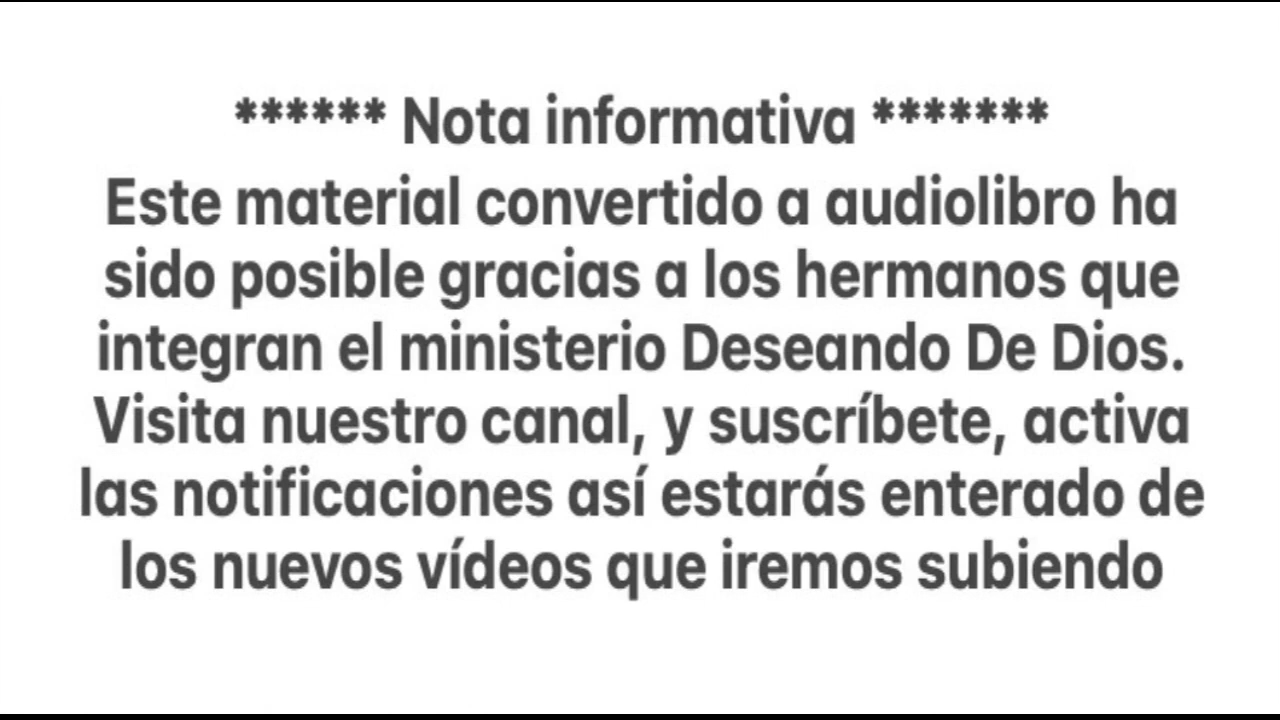 ****** Nota informativa *******
Este material convertido a audiolibro ha
sido posible gracias a los hermanos que
integran el ministerio Deseando De Dios.
Visita nuestro canal, y suscríbete, activa
las notificaciones así estarás enterado de
los nuevos vídeos que iremos subiendo